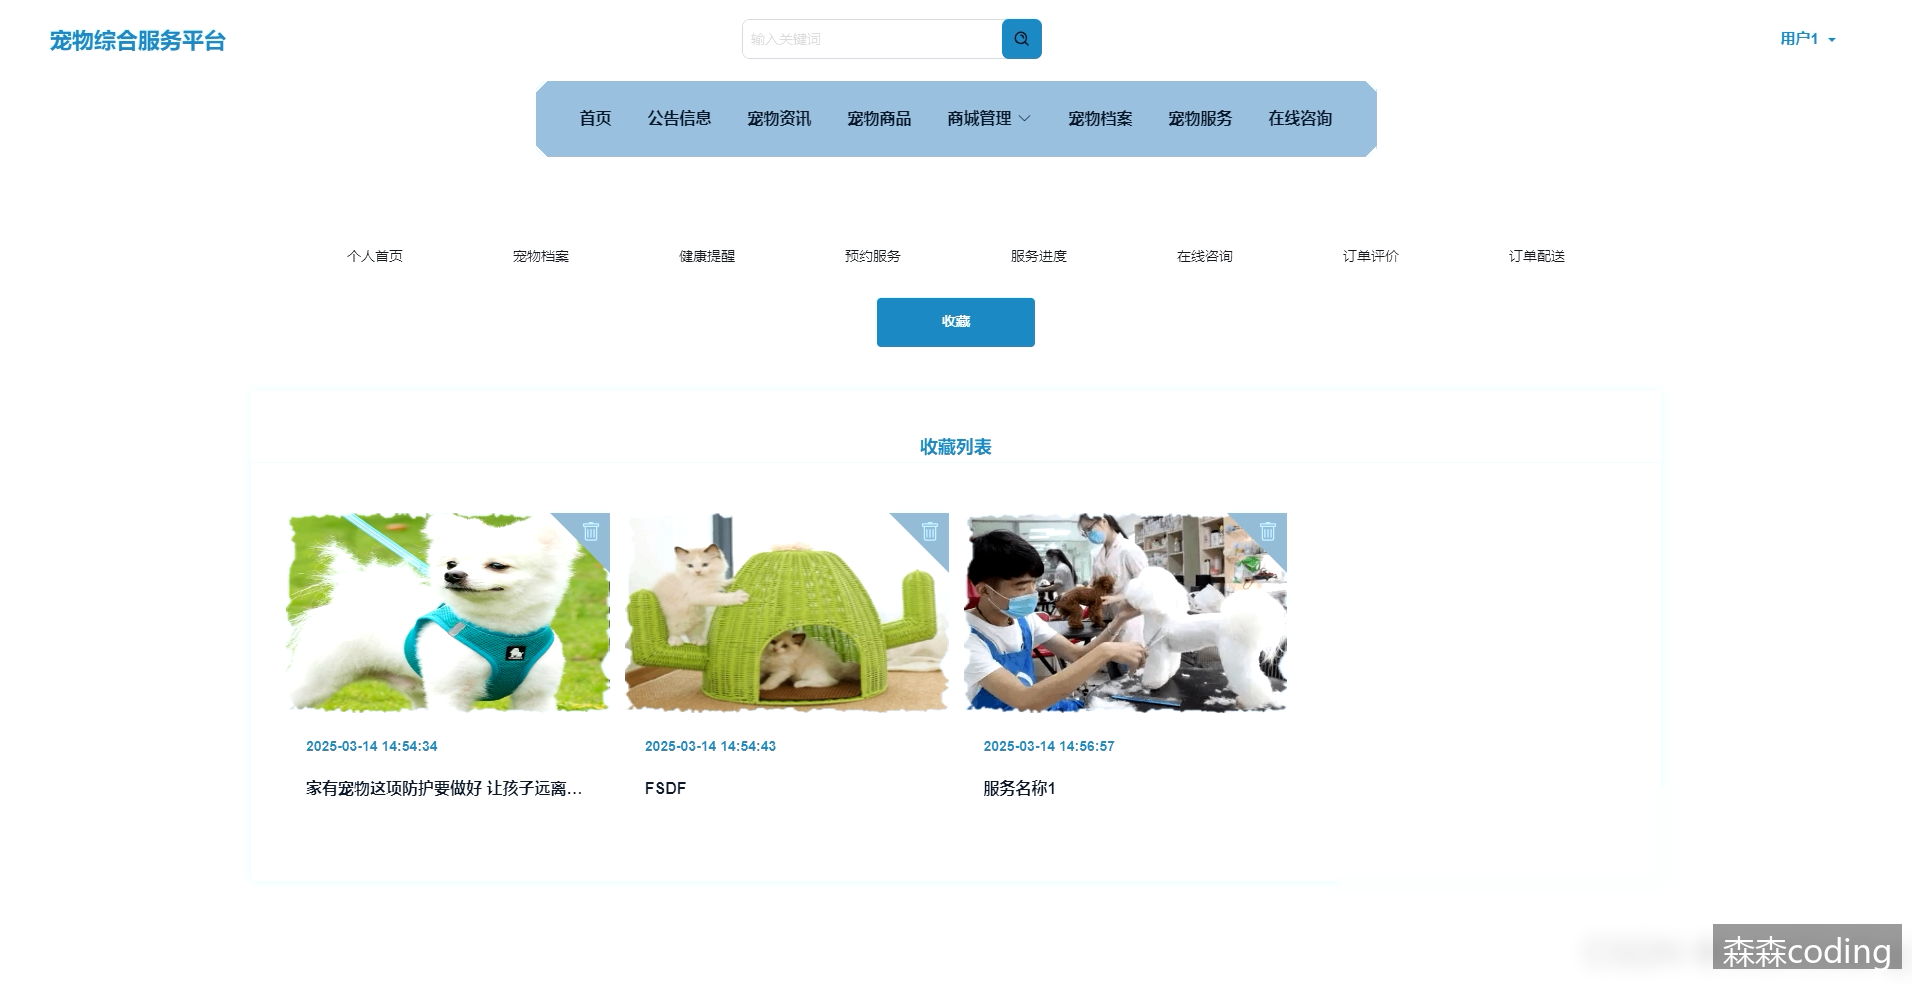 宠物综合服务平台
输入关键词
用户1
首页 公告信息 宠物资讯 宠物商品 商城管理 宠物档案 宠物服务 在线咨询
个人首页 宠物档案 健康提醒 预约服务 服务进度 在线咨询 订单评价 订单配送
收藏
收藏列表
2025-03-14 14:54:34
家有宠物这项防护要做好 让孩子远离...
2025-03-14 14:54:43
FSDF
2025-03-14 14:56:57
服务名称1
森森coding